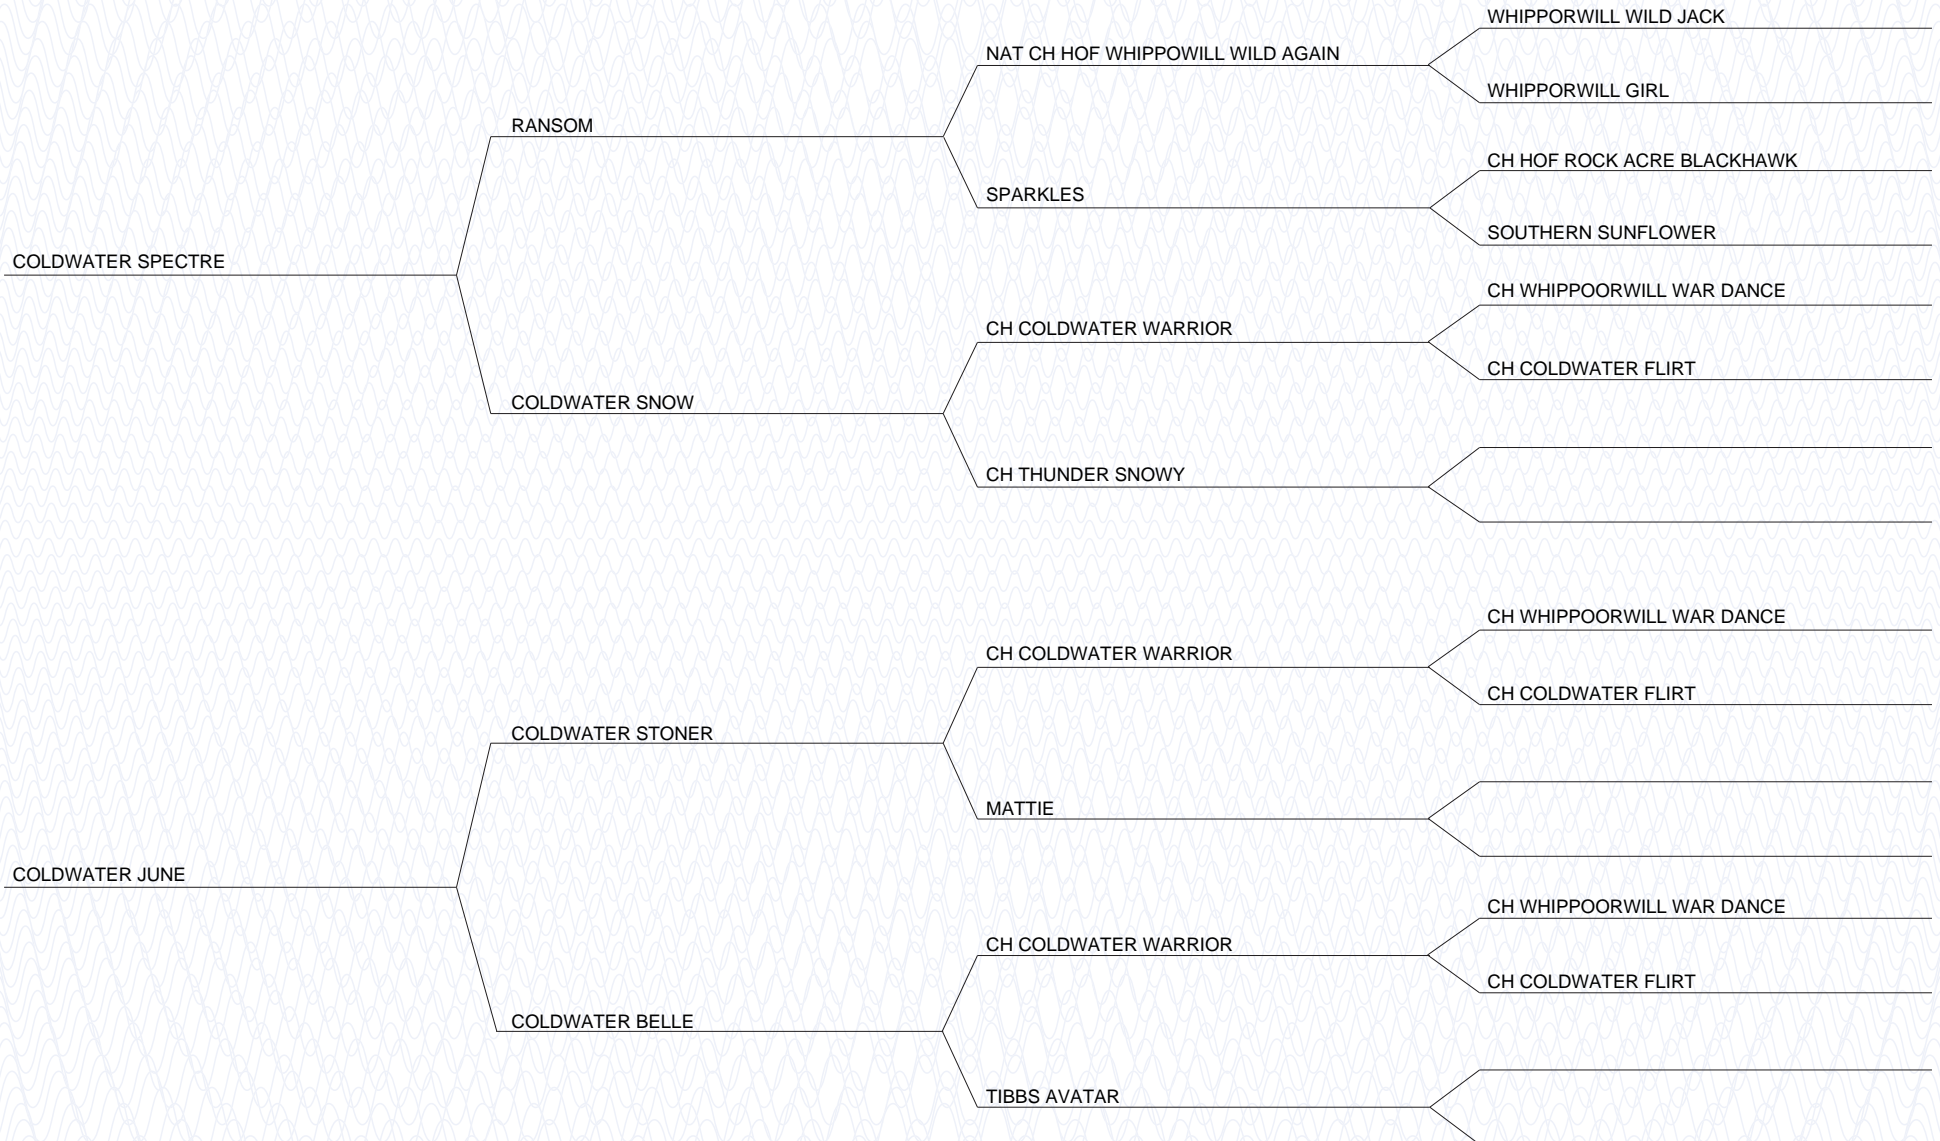 WHIPPORWILL WILD JACK
NAT CH HOF WHIPPOWILL WILD AGAIN
WHIPPORWILL GIRL
RANSOM
CH HOF ROCK ACRE BLACKHAWK
SPARKLES
SOUTHERN SUNFLOWER
COLDWATER SPECTRE
CH WHIPPOORWILL WAR DANCE
CH COLDWATER WARRIOR
CH COLDWATER FLIRT
COLDWATER SNOW
CH THUNDER SNOWY
CH WHIPPOORWILL WAR DANCE
CH COLDWATER WARRIOR
CH COLDWATER FLIRT
COLDWATER STONER
MATTIE
COLDWATER JUNE
CH WHIPPOORWILL WAR DANCE
CH COLDWATER WARRIOR
CH COLDWATER FLIRT
COLDWATER BELLE
TIBBS AVATAR